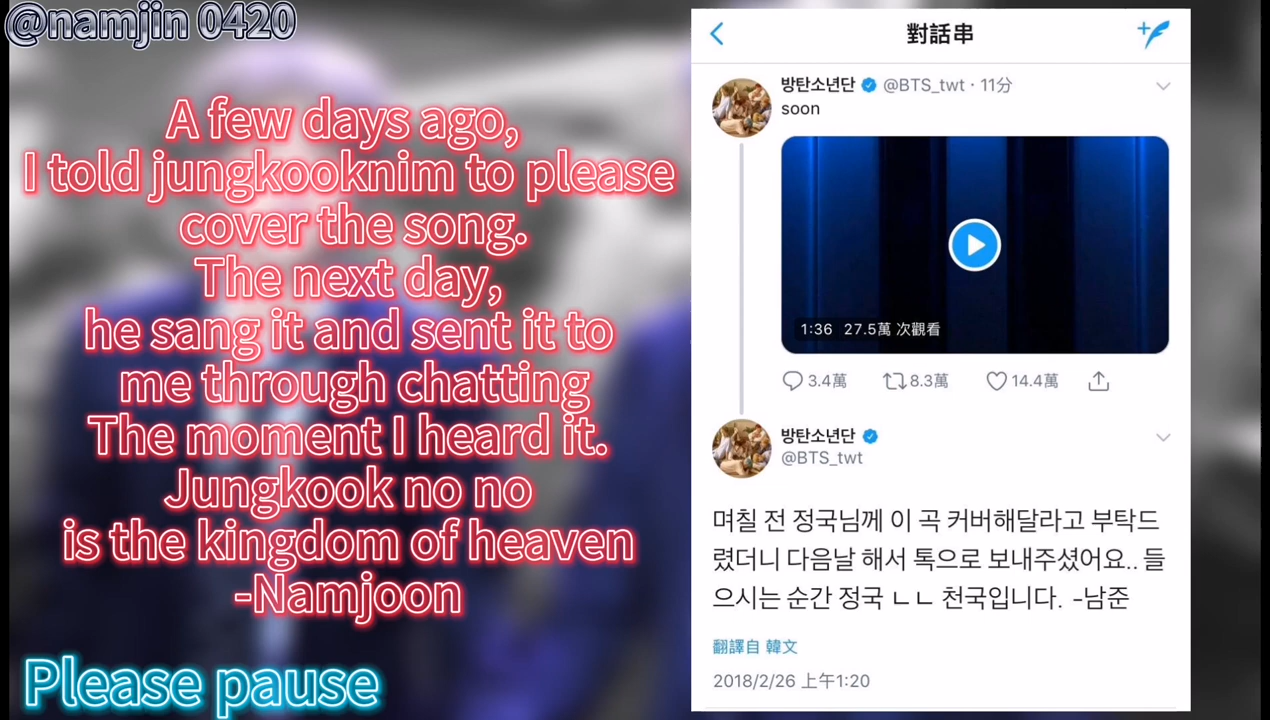 @namjin 0420
A few days ago,
I told jungkooknim to please
cover the song.
The next day,
he sang it and sent it to
me through chatting
The moment I heard it.
Jungkook no no
is the kingdom of heaven
-Namjoon
Please pause
對話串
방탄소년단 @BTS_twt · 11分
soon
1:36 27.5萬 次觀看
3.4萬 8.3萬 14.4萬
방탄소년단
@BTS_twt
며칠 전 정국님께 이 곡 커버해달라고 부탁드
렸더니 다음날 해서 톡으로 보내주셨어요.. 들
으시는 순간 정국 ㄴㄴ 천국입니다. -남준
翻譯自 韓文
2018/2/26 上午1:20